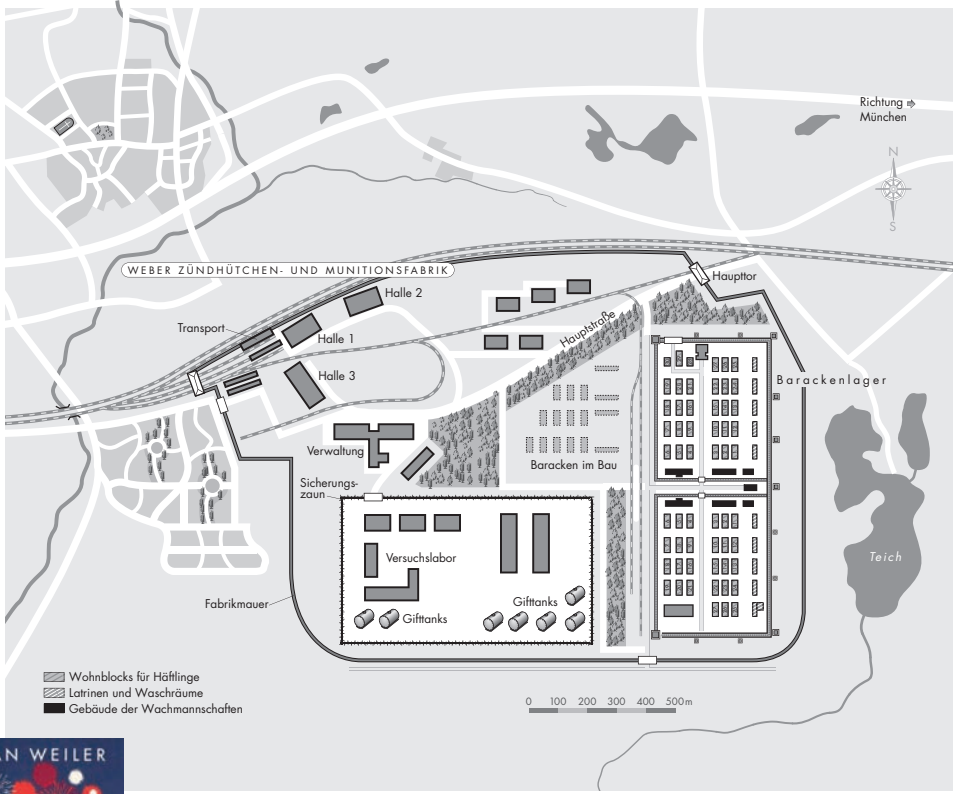 Richtung
München
N
S
WEBER ZÜNDHÜTCHEN- UND MUNITIONSFABRIK
Haupttor
Halle 2
Transport
Halle 1
Hauptstraße
Halle 3
Barackenlager
Verwaltung
Baracken im Bau
Sicherungs-
zaun
Versuchslabor
Teich
Gifttanks
Fabrikmauer
Gifttanks
Wohnblocks für Häftlinge
Latrinen und Waschräume
Gebäude der Wachmannschaften
0 100 200 300 400 500m
AN WEILER